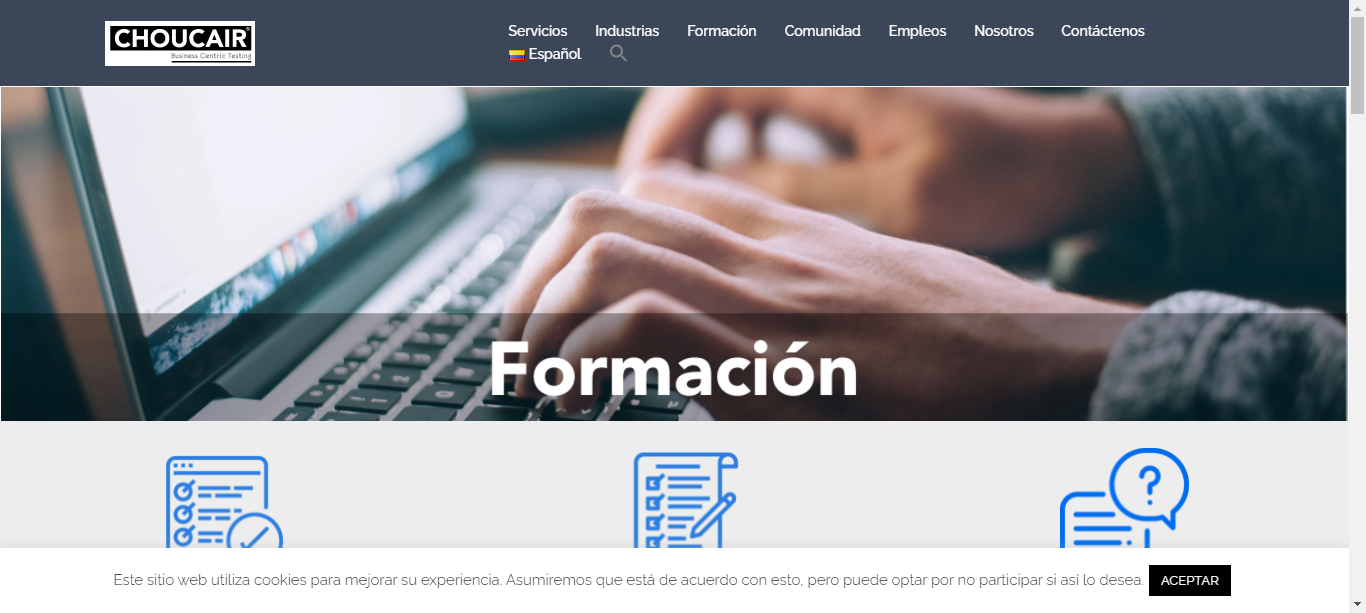 CHOUCAIR
Business Centric Testing
Servicios Industrias Formación Comunidad Empleos Nosotros Contáctenos
Español
Formación
?
Este sitio web utiliza cookies para mejorar su experiencia. Asumiremos que está de acuerdo con esto, pero puede optar por no participar si así lo desea. ACEPTAR